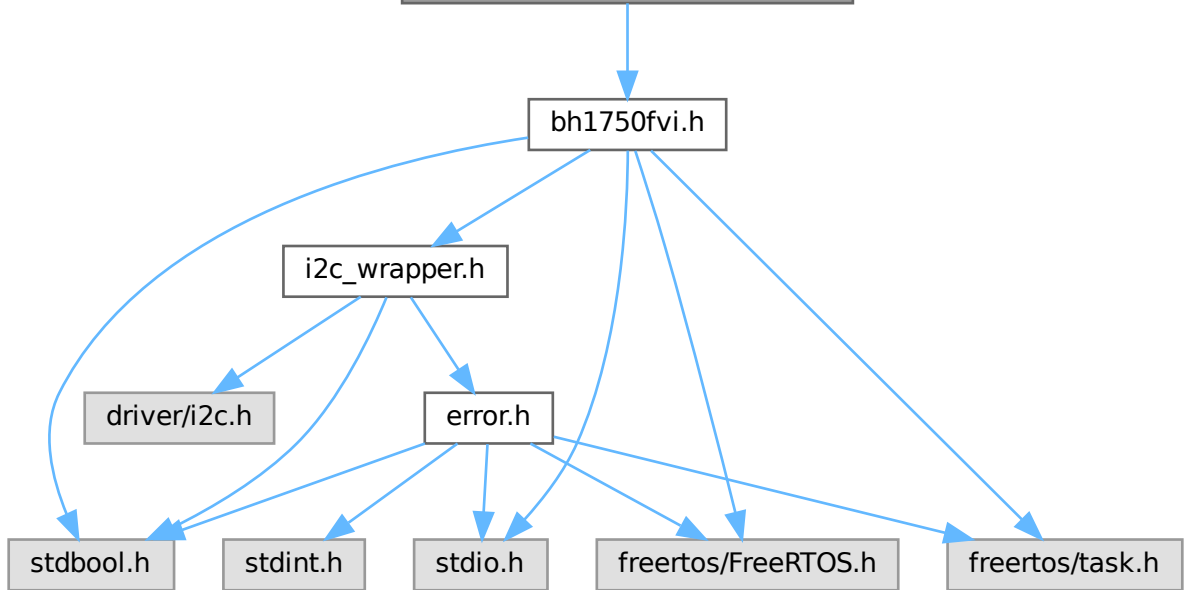 bh1750fvi.h
i2c_wrapper.h
driver/i2c.h
error.h
stdbool.h
stdint.h
stdio.h
freertos/FreeRTOS.h
freertos/task.h